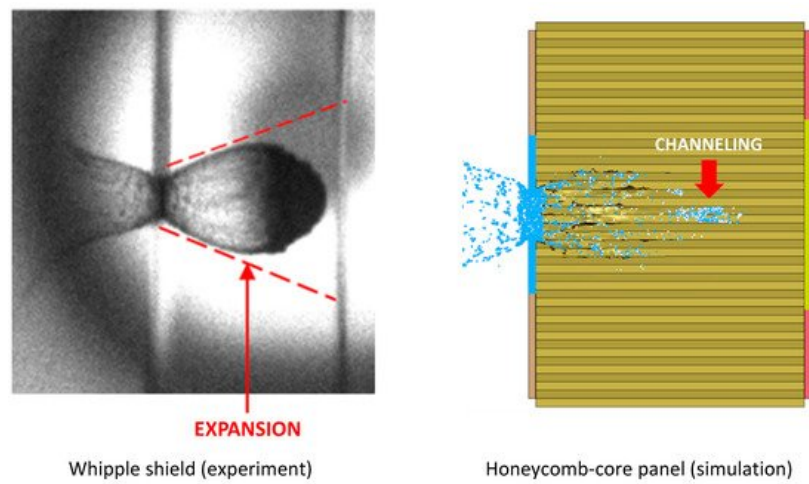 CHANNELING
EXPANSION
Whipple shield (experiment)
Honeycomb-core panel (simulation)